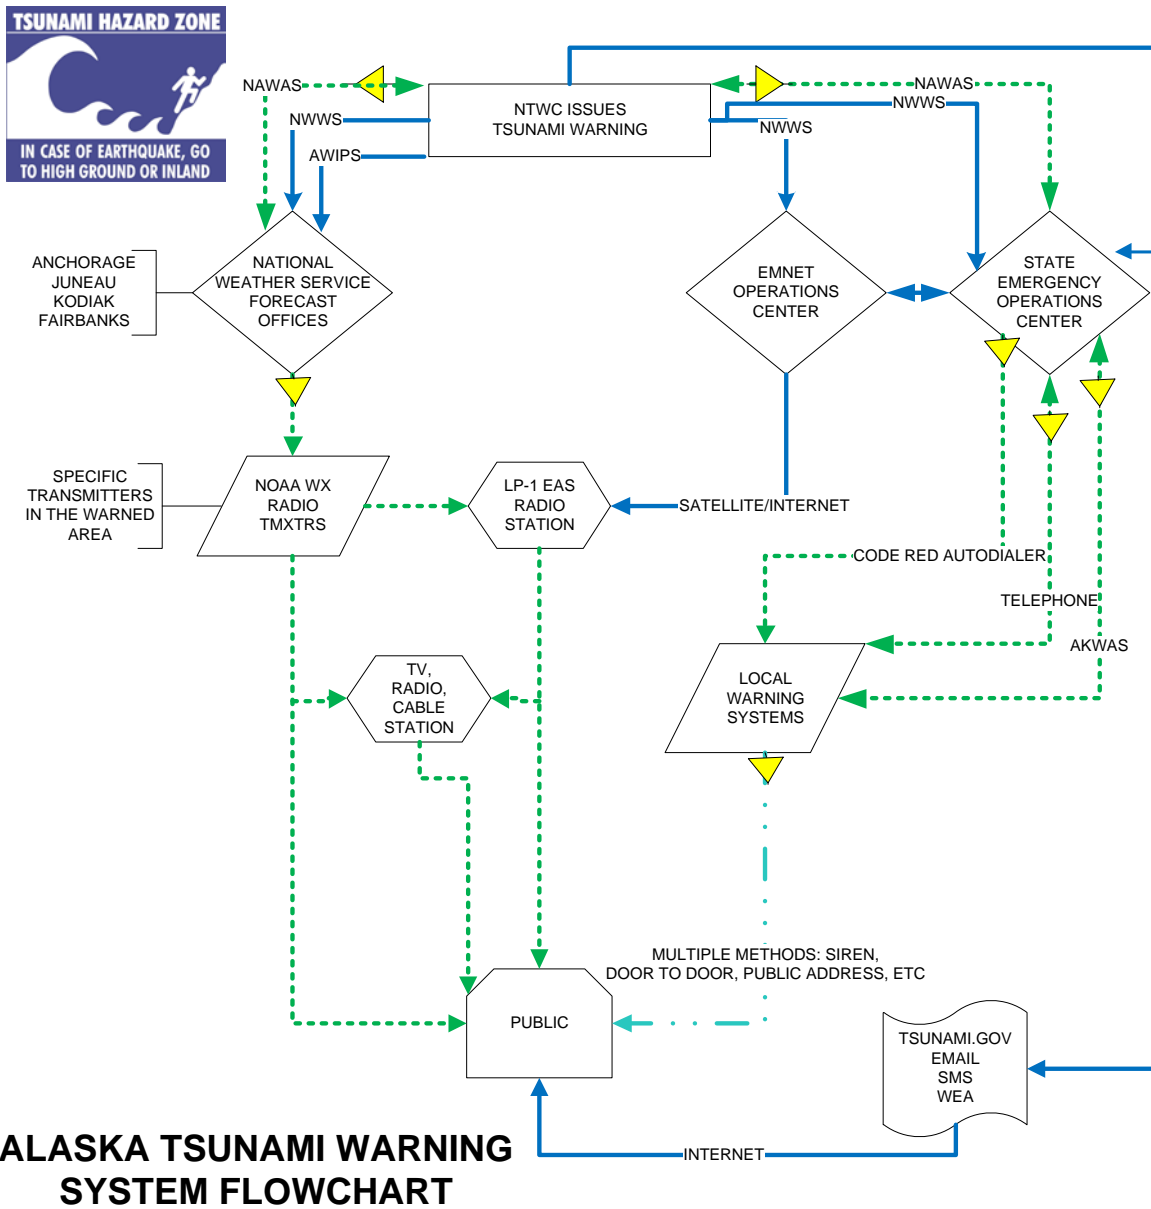 TSUNAMI HAZARD ZONE
IN CASE OF EARTHQUAKE, GO
TO HIGH GROUND OR INLAND
NAWAS
NWWS
AWIPS
NTWC ISSUES
TSUNAMI WARNING
NAWAS
NWWS
NWWS
ANCHORAGE
JUNEAU
KODIAK
FAIRBANKS
NATIONAL
WEATHER SERVICE
FORECAST
OFFICES
EMNET
OPERATIONS
CENTER
STATE
EMERGENCY
OPERATIONS
CENTER
SPECIFIC
TRANSMITTERS
IN THE WARNED
AREA
NOAA WX
RADIO
TMXTRS
LP-1 EAS
RADIO
STATION
SATELLITE/INTERNET
CODE RED AUTODIALER
TELEPHONE
AKWAS
TV,
RADIO,
CABLE
STATION
LOCAL
WARNING
SYSTEMS
MULTIPLE METHODS: SIREN,
DOOR TO DOOR, PUBLIC ADDRESS, ETC
PUBLIC
TSUNAMI.GOV
EMAIL
SMS
WEA
INTERNET
ALASKA TSUNAMI WARNING
SYSTEM FLOWCHART